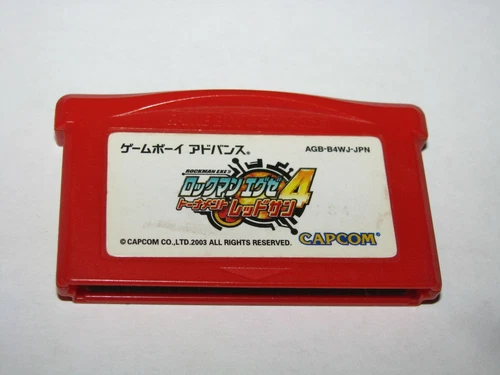 ゲームボーイ アドバンス
AGB-B4WJ-JPN
ROCKMAN EXE
ロックマンエグゼ4
トーナメント レッドサン
© CAPCOM CO.,LTD.2003 ALL RIGHTS RESERVED.
CAPCOM